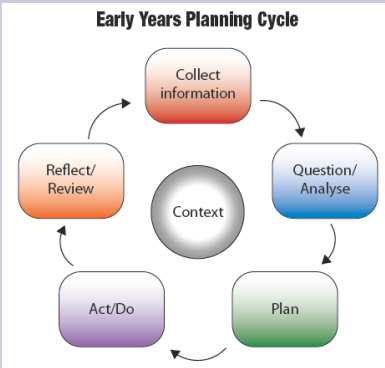 Early Years Planning Cycle
Collect
information
Question/
Analyse
Plan
Act/Do
Reflect/
Review
Context